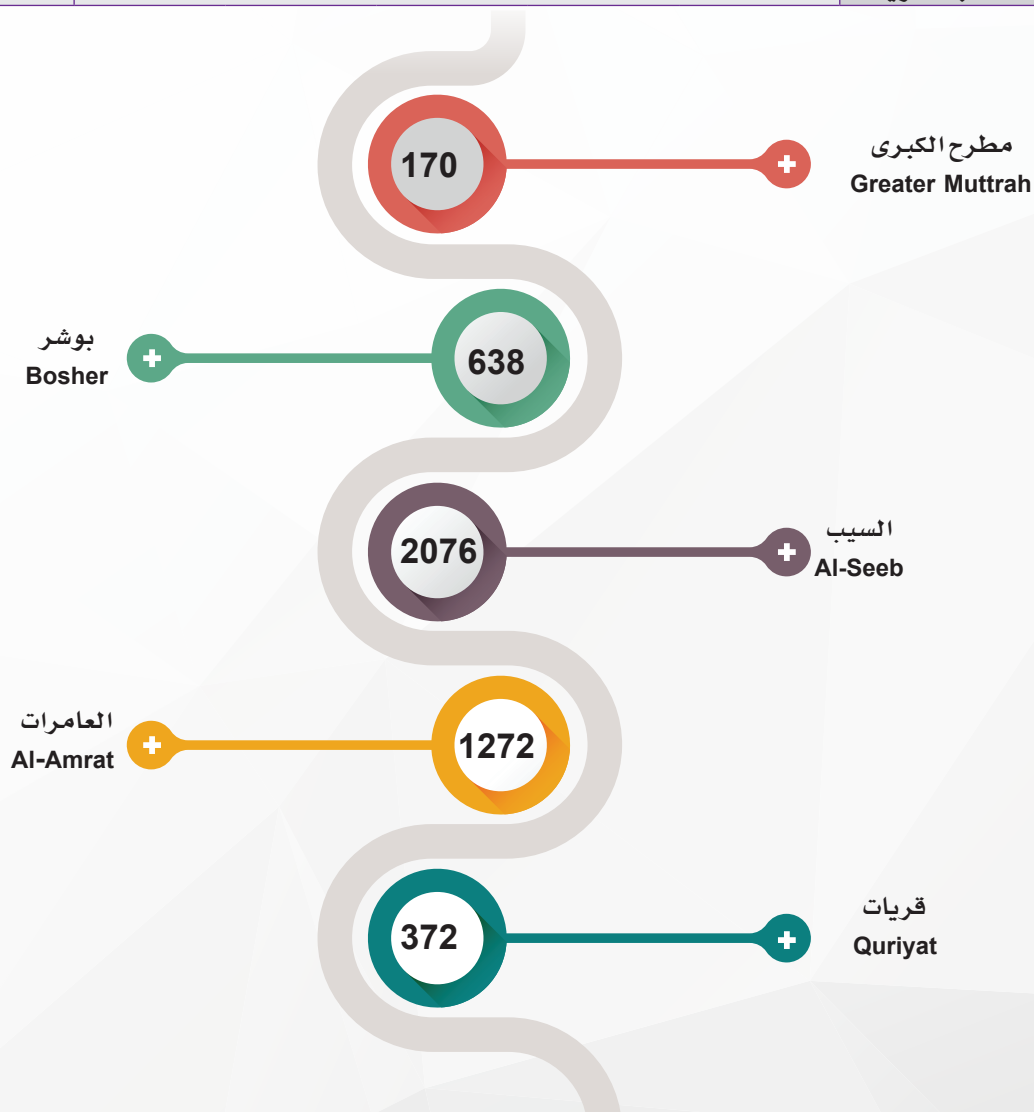 170
مطرح الكبرى
Greater Muttrah
بوشر
Bosher
638
2076
السيب
Al-Seeb
العامرات
Al-Amrat
1272
372
قريات
Quriyat